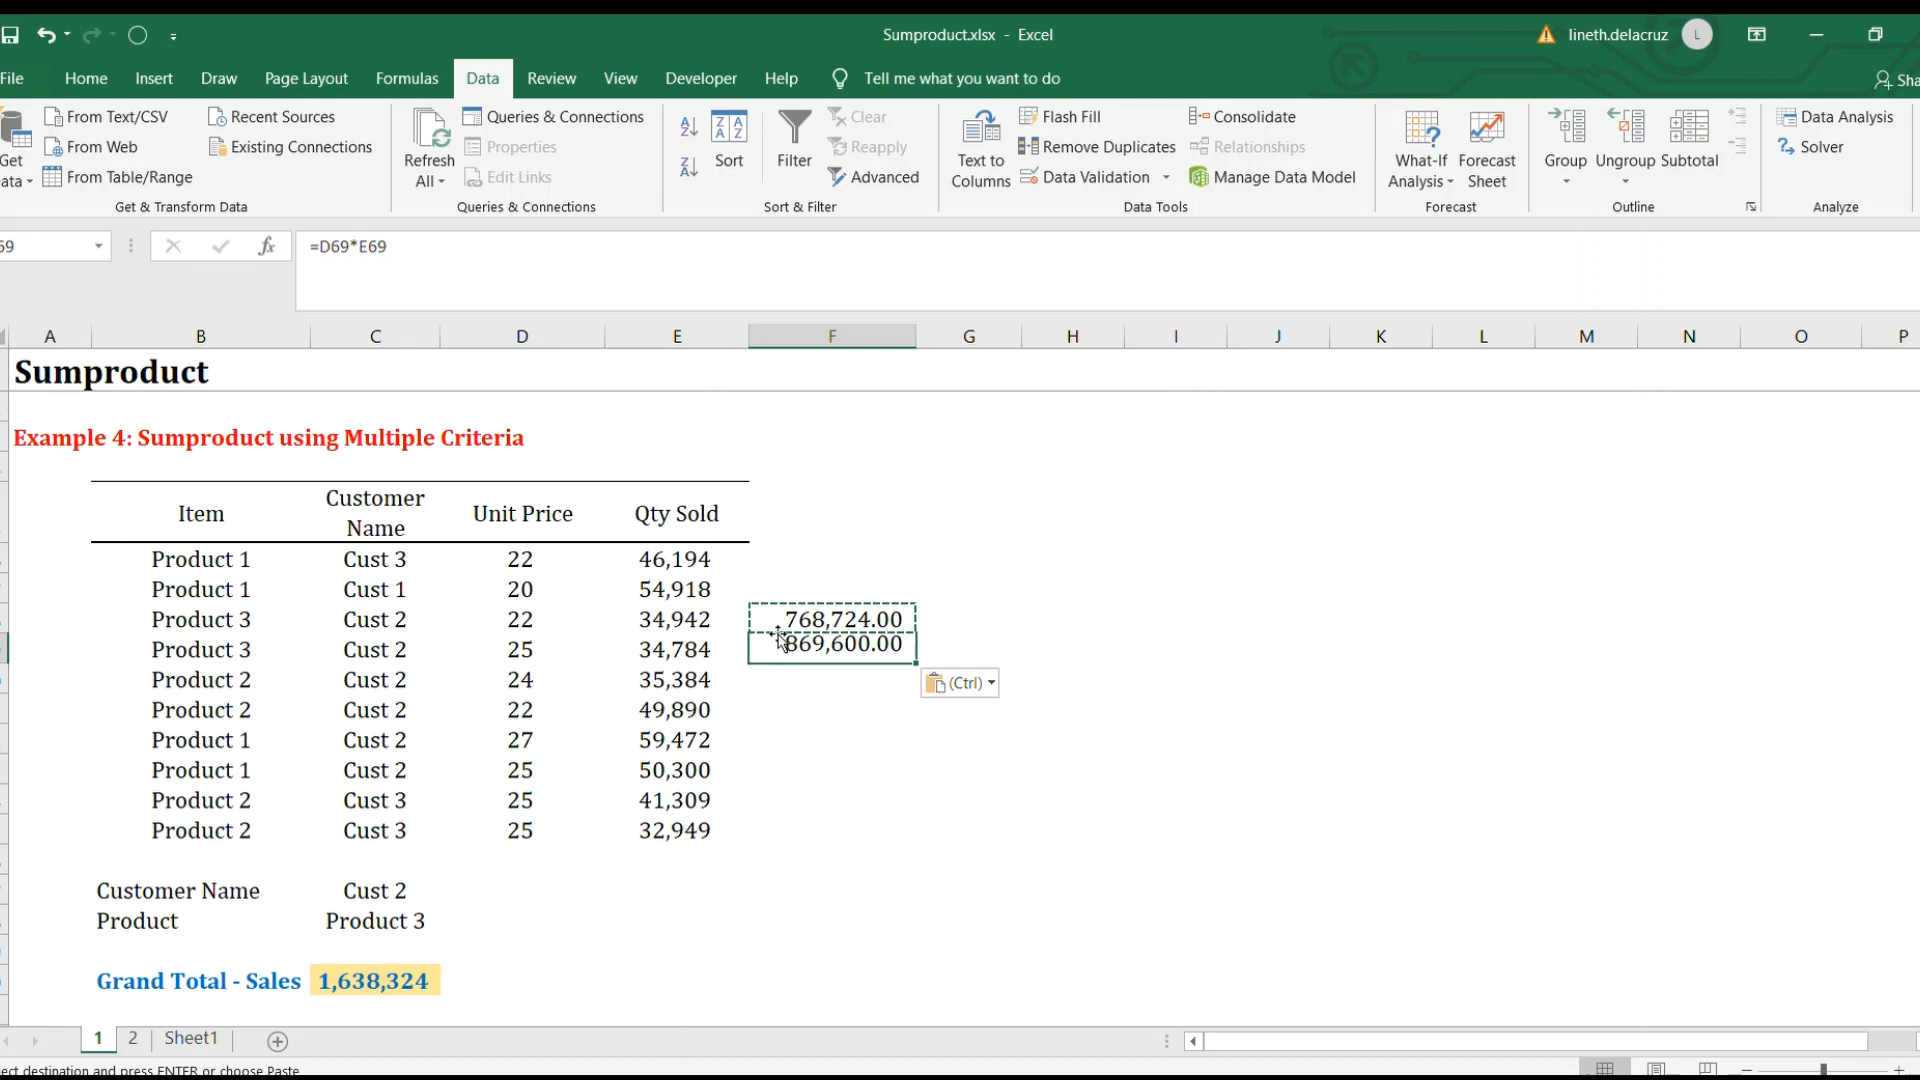 Sumproduct.xlsx - Excel
lineth.delacruz
L
File Home Insert Draw Page Layout Formulas Data Review View Developer Help Tell me what you want to do
From Text/CSV
From Web
From Table/Range
Recent Sources
Existing Connections
Get & Transform Data
Refresh All
Queries & Connections
Properties
Edit Links
Queries & Connections
Sort
Filter
Clear
Reapply
Advanced
Sort & Filter
Text to Columns
Flash Fill
Remove Duplicates
Data Validation
Consolidate
Relationships
Manage Data Model
Data Tools
What-If Analysis
Forecast Sheet
Forecast
Group
Ungroup
Subtotal
Outline
Data Analysis
Solver
Analyze
=D69*E69
A B C D E F G H I J K L M N O P
Sumproduct
Example 4: Sumproduct using Multiple Criteria
Item Customer Name Unit Price Qty Sold
Product 1 Cust 3 22 46,194
Product 1 Cust 1 20 54,918
Product 3 Cust 2 22 34,942 768,724.00
Product 3 Cust 2 25 34,784 869,600.00
(Ctrl)
Product 2 Cust 2 24 35,384
Product 2 Cust 2 22 49,890
Product 1 Cust 2 27 59,472
Product 1 Cust 2 25 50,300
Product 2 Cust 3 25 41,309
Product 2 Cust 3 25 32,949
Customer Name Cust 2
Product Product 3
Grand Total - Sales 1,638,324
1 2 Sheet1
destination and press ENTER or choose Paste